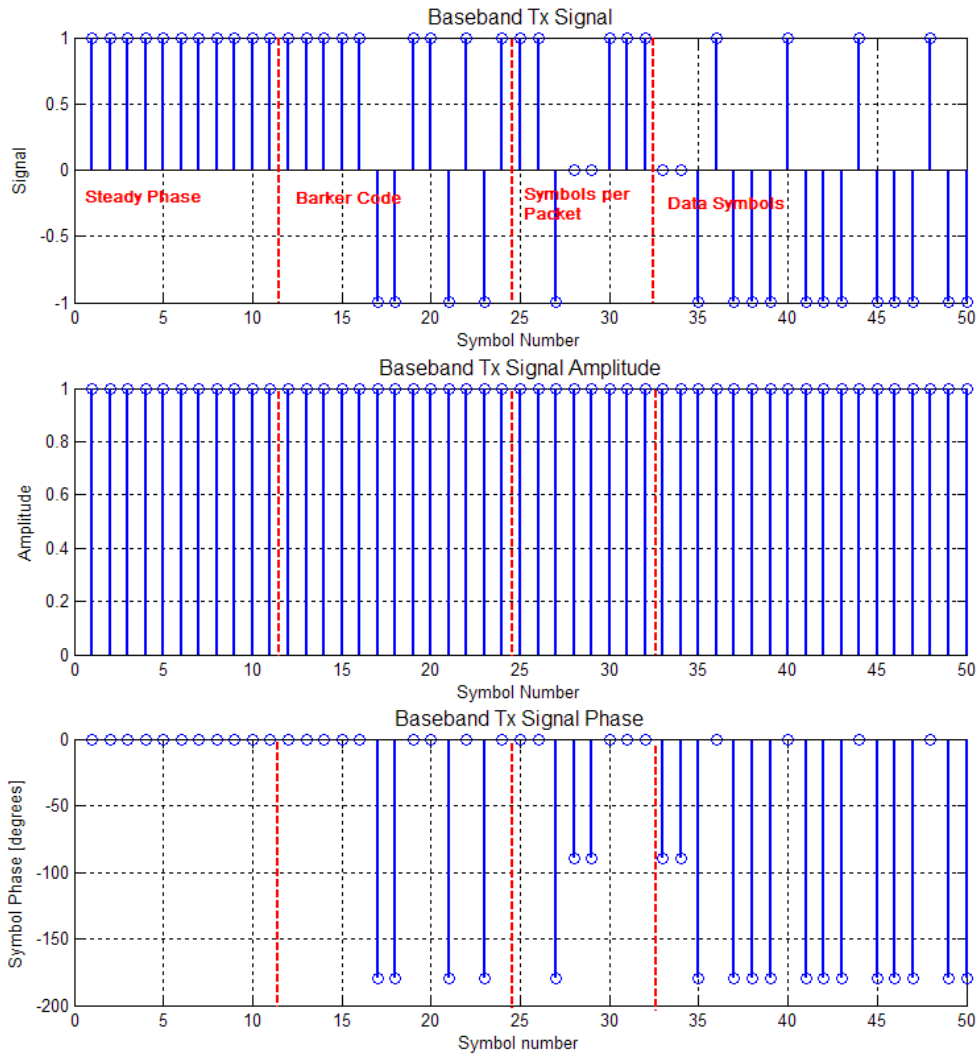 Baseband Tx Signal
1
0.5
0
-0.5
-1
Signal
Steady Phase
Barker Code
Symbols per
Packet
Data Symbols
0 5 10 15 20 25 30 35 40 45 50
Symbol Number
Baseband Tx Signal Amplitude
1
0.8
0.6
0.4
0.2
0
Amplitude
0 5 10 15 20 25 30 35 40 45 50
Symbol Number
Baseband Tx Signal Phase
0
-50
-100
-150
-200
Symbol Phase [degrees]
0 5 10 15 20 25 30 35 40 45 50
Symbol number